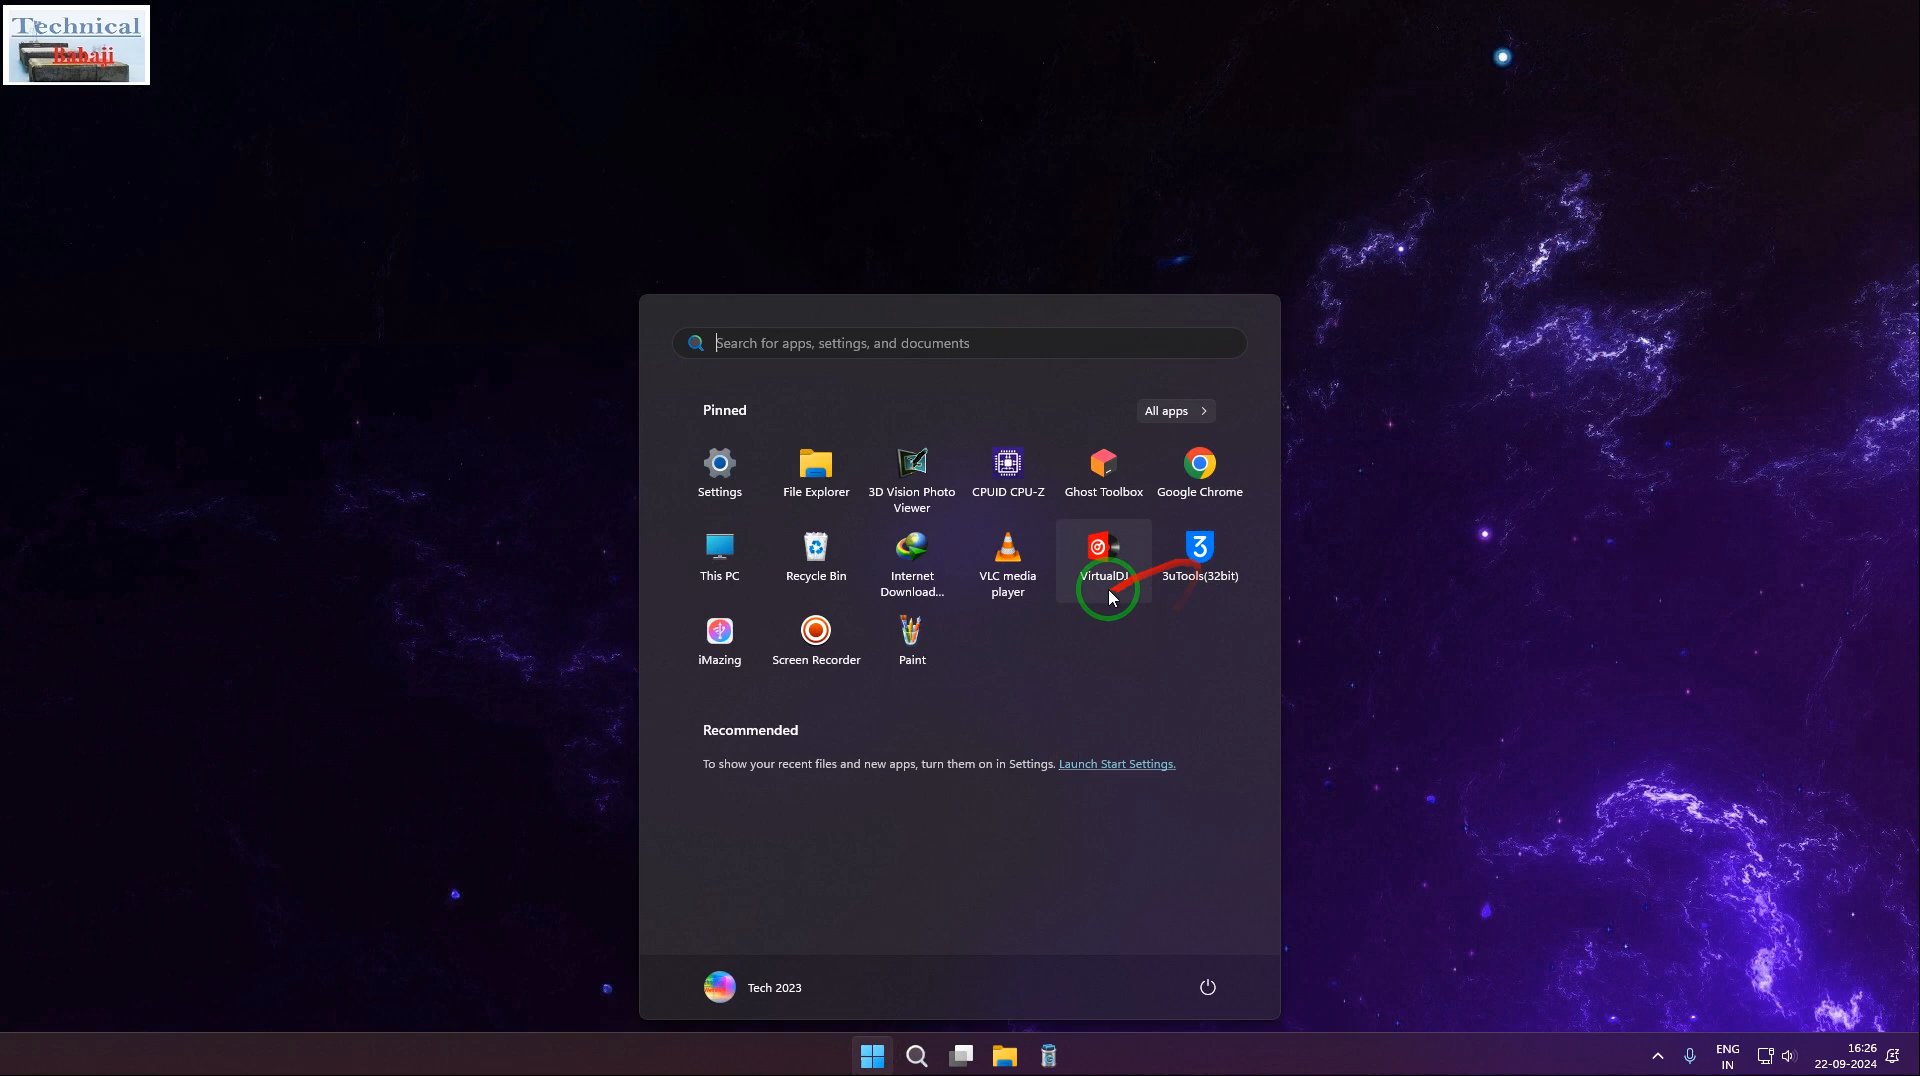 Technical
Babaji
Search for apps, settings, and documents
Pinned
All apps
Settings
File Explorer
3D Vision Photo
Viewer
CPUID CPU-Z
Ghost Toolbox
Google Chrome
This PC
Recycle Bin
Internet
Download...
VLC media
player
VirtualDJ
3uTools(32bit)
iMazing
Screen Recorder
Paint
Recommended
To show your recent files and new apps, turn them on in Settings. Launch Start Settings.
Tech 2023
ENG
IN
16:26
22-09-2024